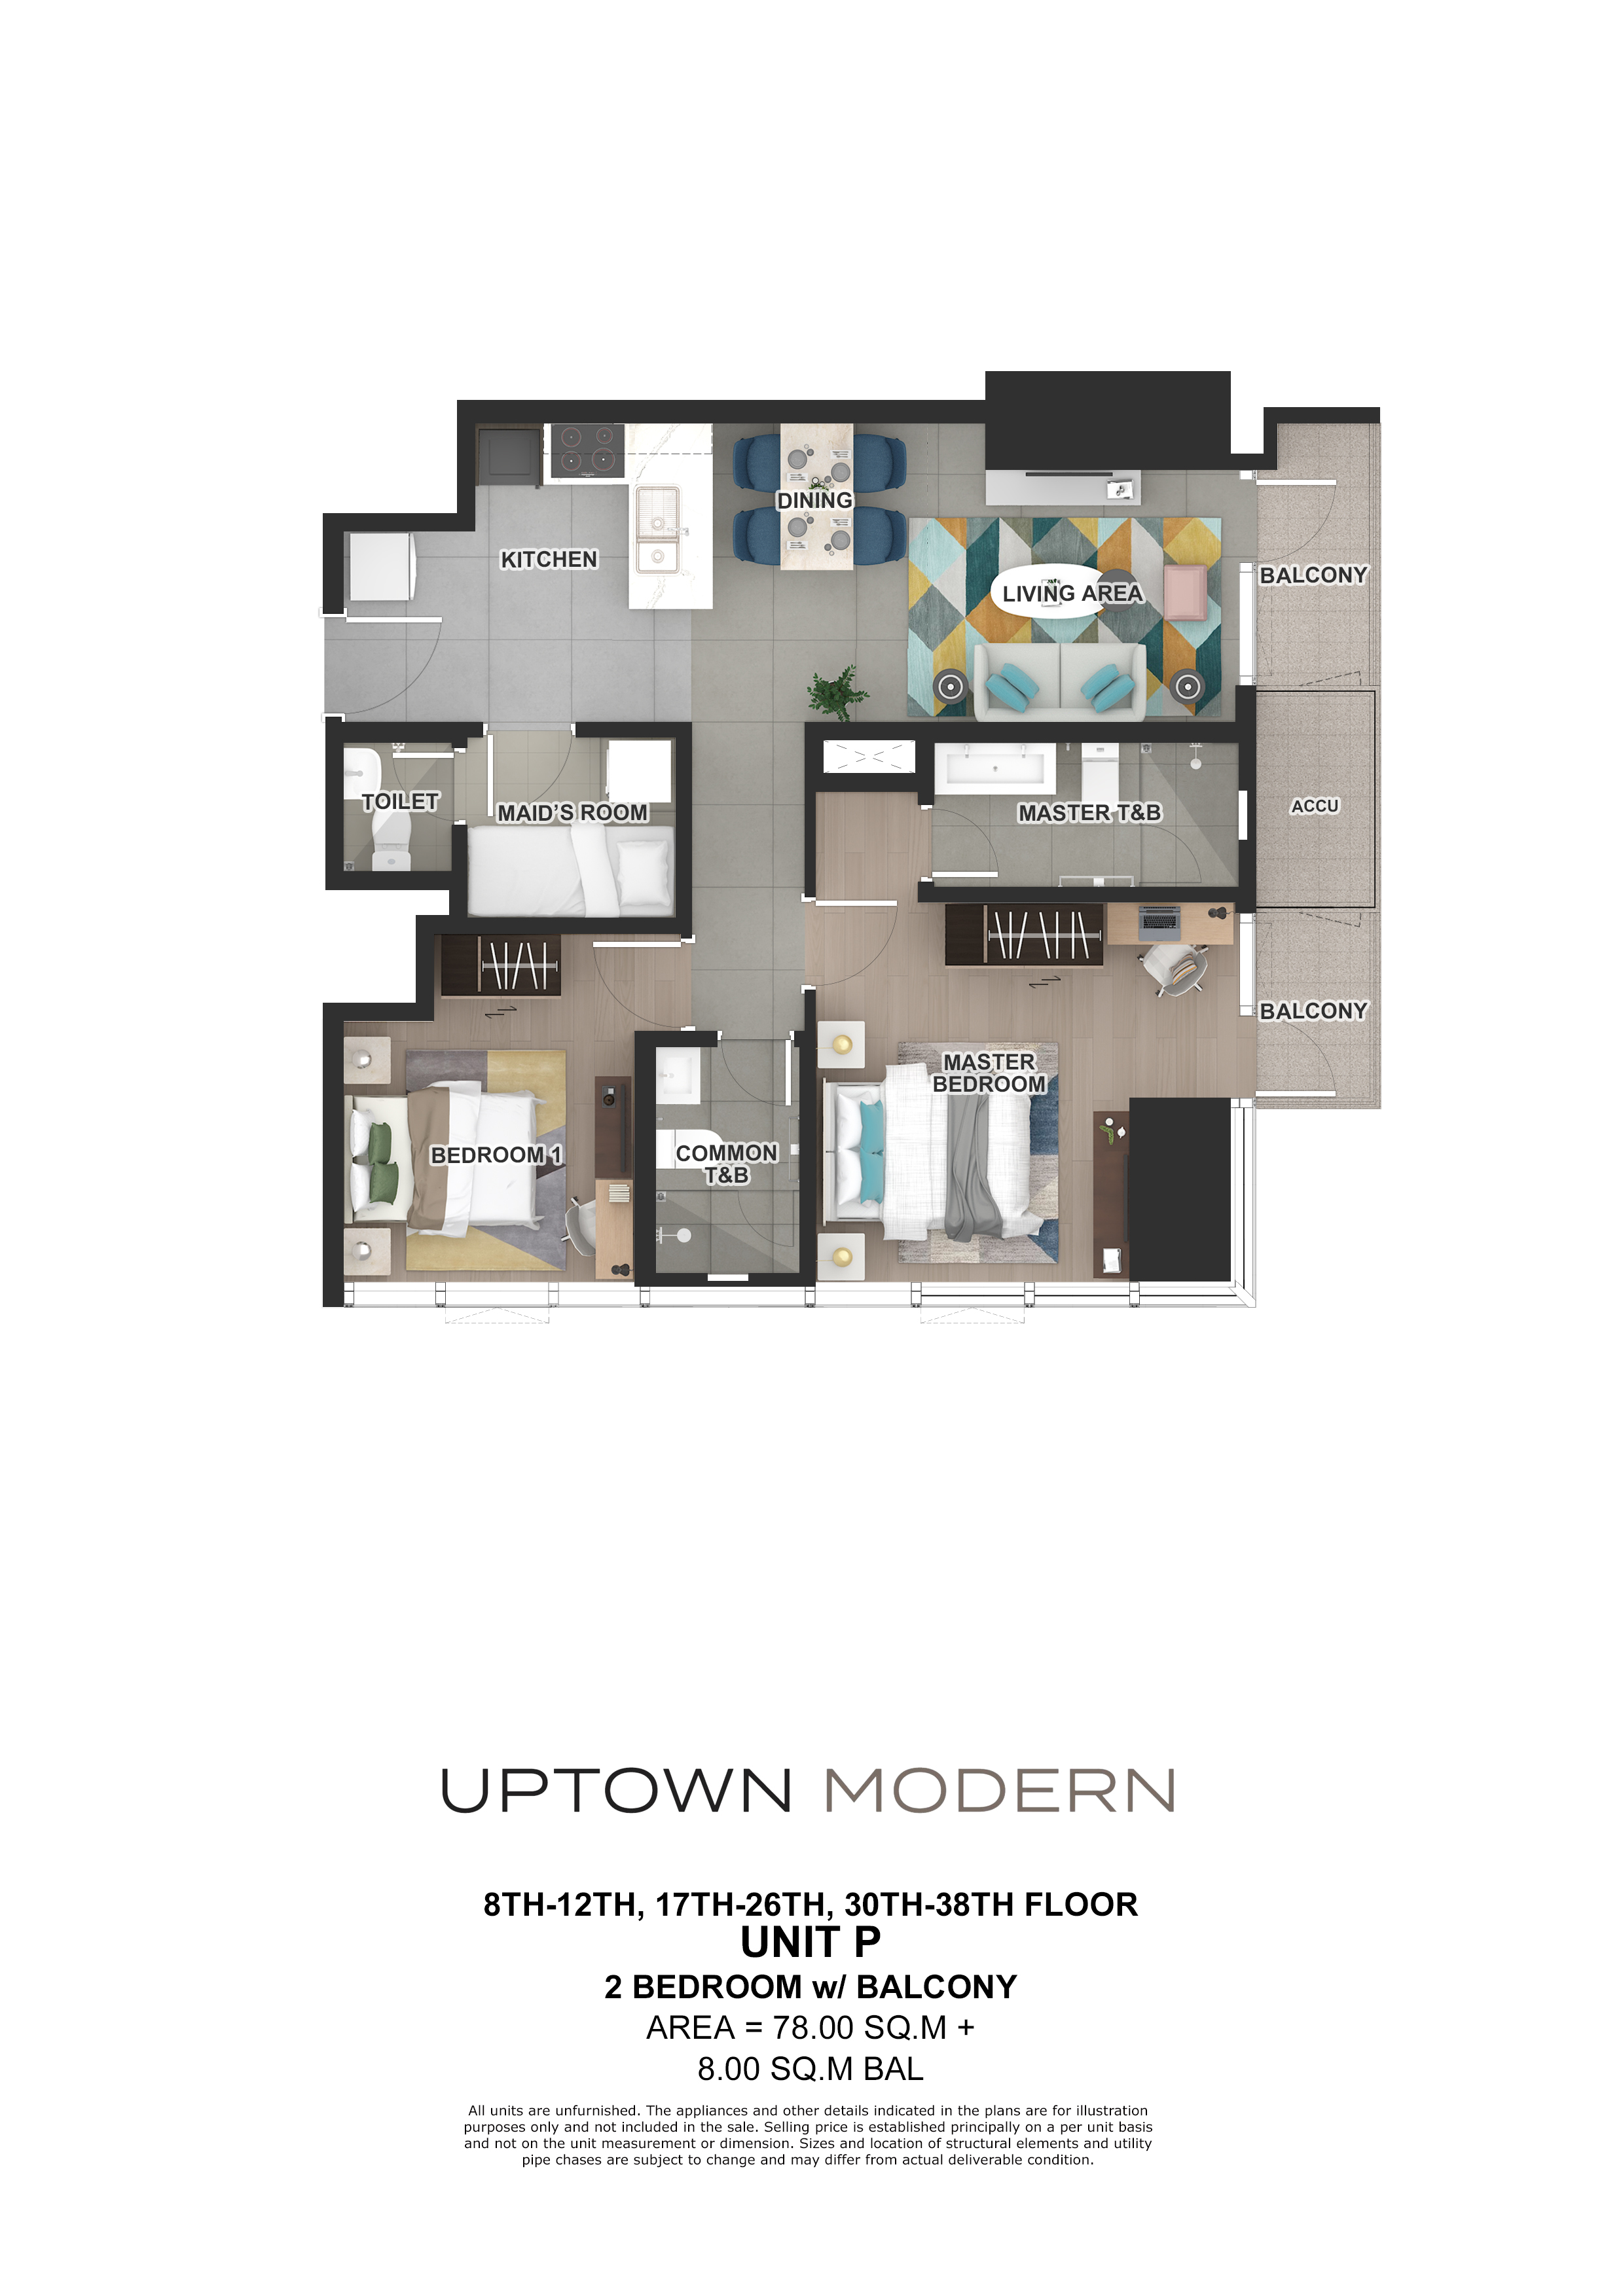 DINING
KITCHEN
LIVING AREA
BALCONY
TOILET
MAID'S ROOM
MASTER T&B
ACCU
BALCONY
MASTER
BEDROOM
BEDROOM 1
COMMON
T&B
UPTOWN MODERN
8TH-12TH, 17TH-26TH, 30TH-38TH FLOOR
UNIT P
2 BEDROOM w/ BALCONY
AREA = 78.00 SQ.M +
8.00 SQ.M BAL
All units are unfurnished. The appliances and other details indicated in the plans are for illustration
purposes only and not included in the sale. Selling price is established principally on a per unit basis
and not on the unit measurement or dimension. Sizes and location of structural elements and utility
pipe chases are subject to change and may differ from actual deliverable condition.